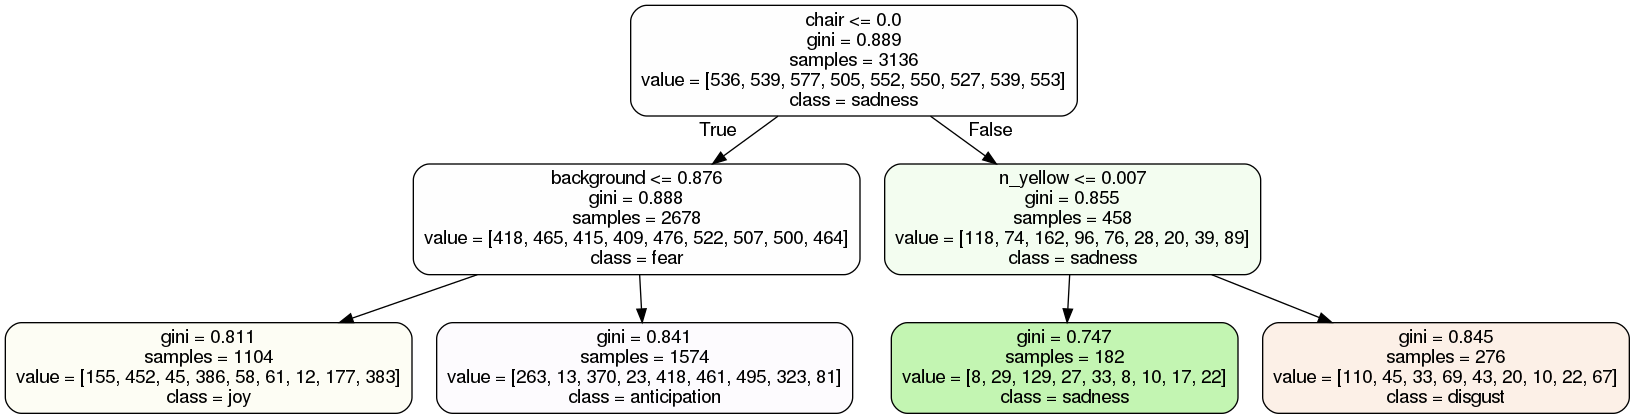 chair <= 0.0
gini = 0.889
samples = 3136
value = [536, 539, 577, 505, 552, 550, 527, 539, 553]
class = sadness
True
False
background <= 0.876
gini = 0.888
samples = 2678
value = [418, 465, 415, 409, 476, 522, 507, 500, 464]
class = fear
n_yellow <= 0.007
gini = 0.855
samples = 458
value = [118, 74, 162, 96, 76, 28, 20, 39, 89]
class = sadness
gini = 0.811
samples = 1104
value = [155, 452, 45, 386, 58, 61, 12, 177, 383]
class = joy
gini = 0.841
samples = 1574
value = [263, 13, 370, 23, 418, 461, 495, 323, 81]
class = anticipation
gini = 0.747
samples = 182
value = [8, 29, 129, 27, 33, 8, 10, 17, 22]
class = sadness
gini = 0.845
samples = 276
value = [110, 45, 33, 69, 43, 20, 10, 22, 67]
class = disgust